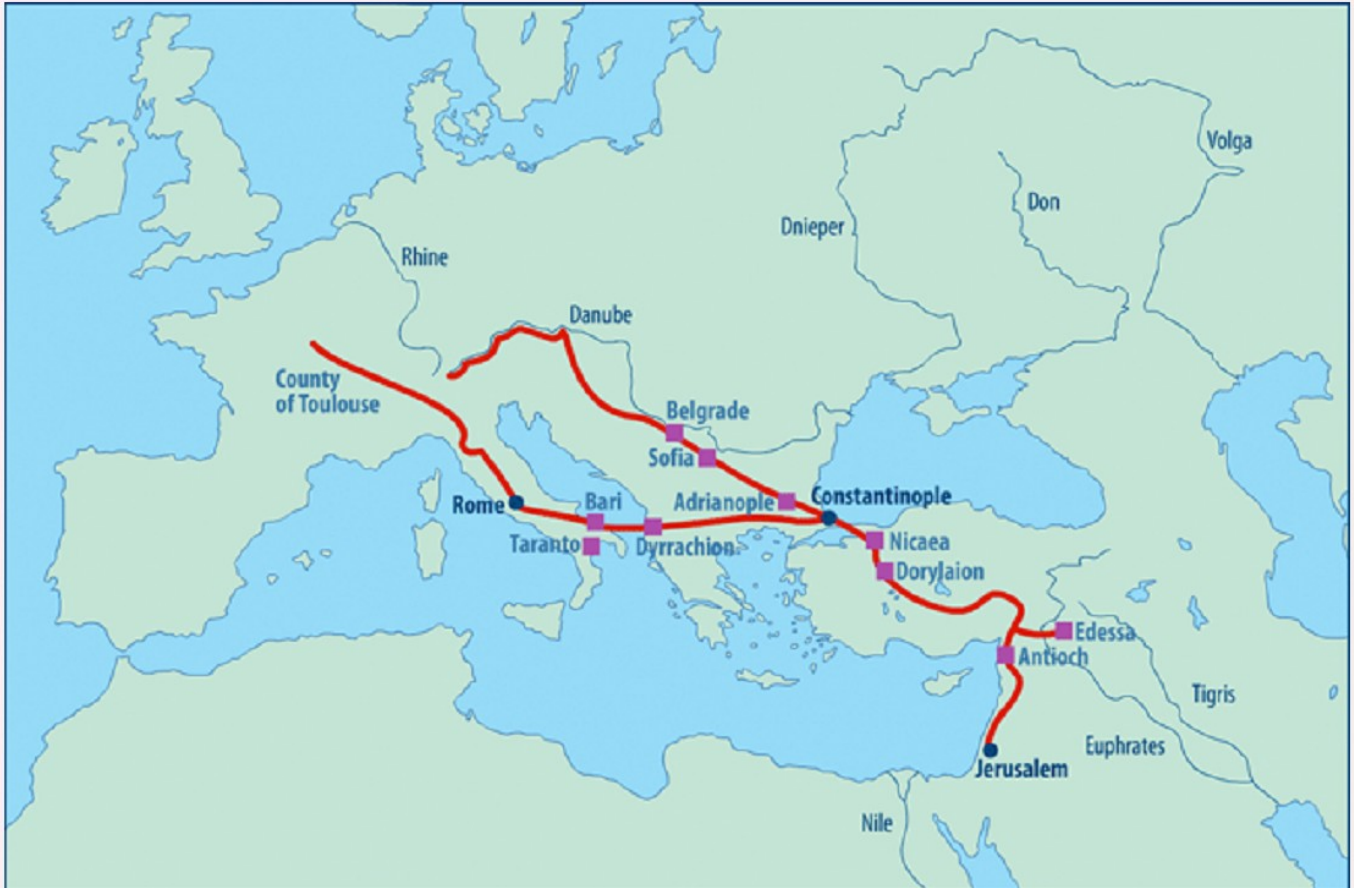 Volga
Don
Dnieper
Rhine
Danube
County
of Toulouse
Belgrade
Sofia
Adrianople
Constantinople
Rome
Bari
Taranto
Dyrrachion
Nicaea
Dorylaion
Edessa
Antioch
Tigris
Euphrates
Jerusalem
Nile